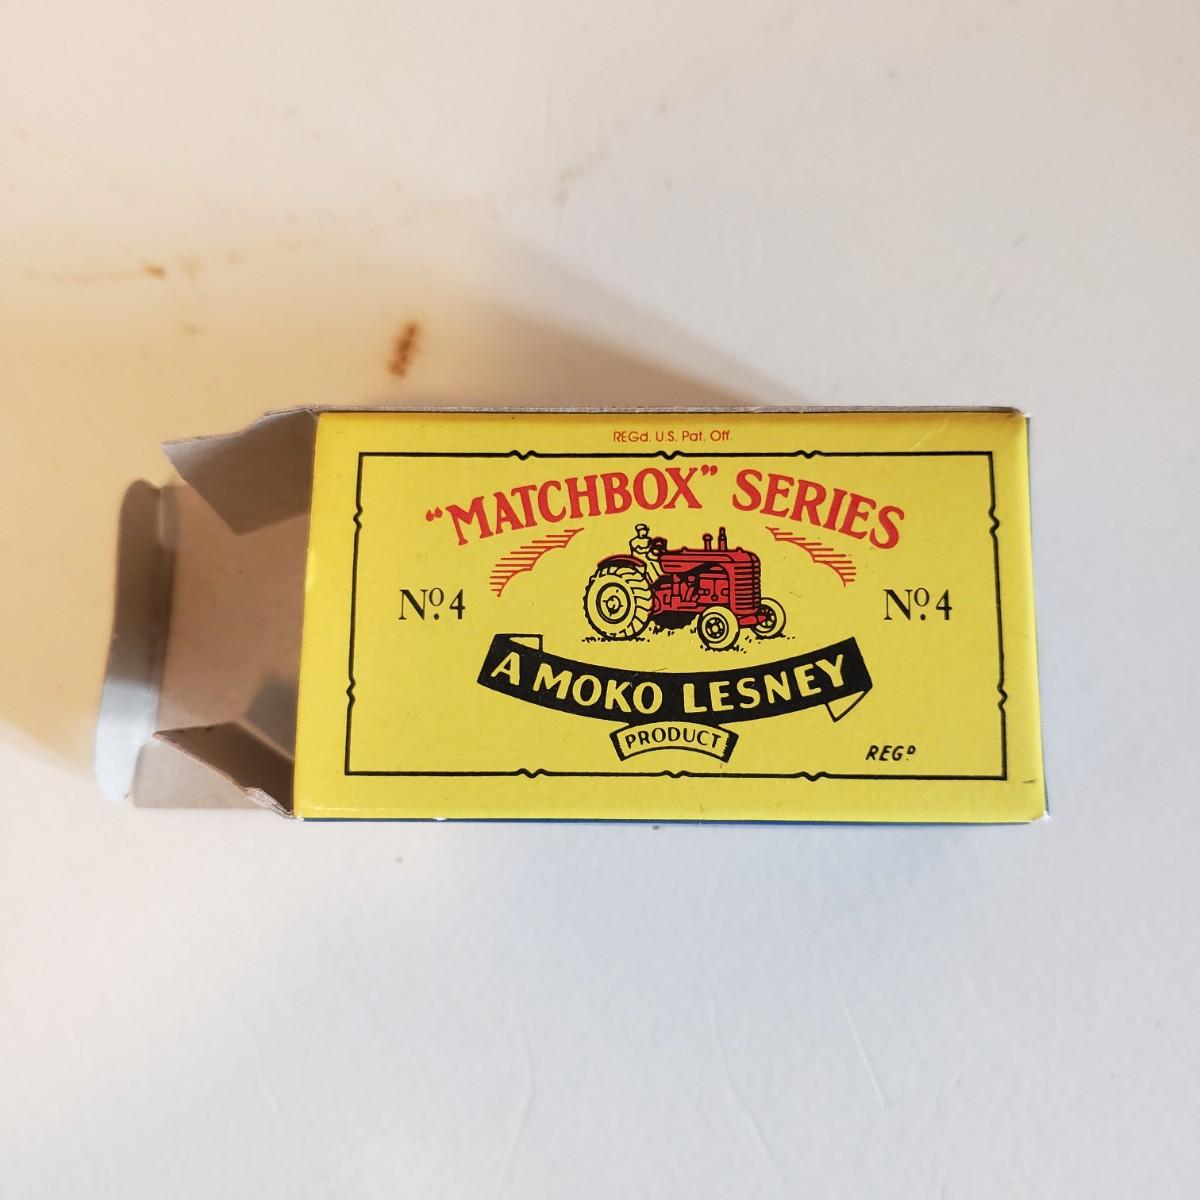 REGd. U.S. Pat. Off.
"MATCHBOX" SERIES
Nº.4 Nº.4
A MOKO LESNEY
PRODUCT
REGD.